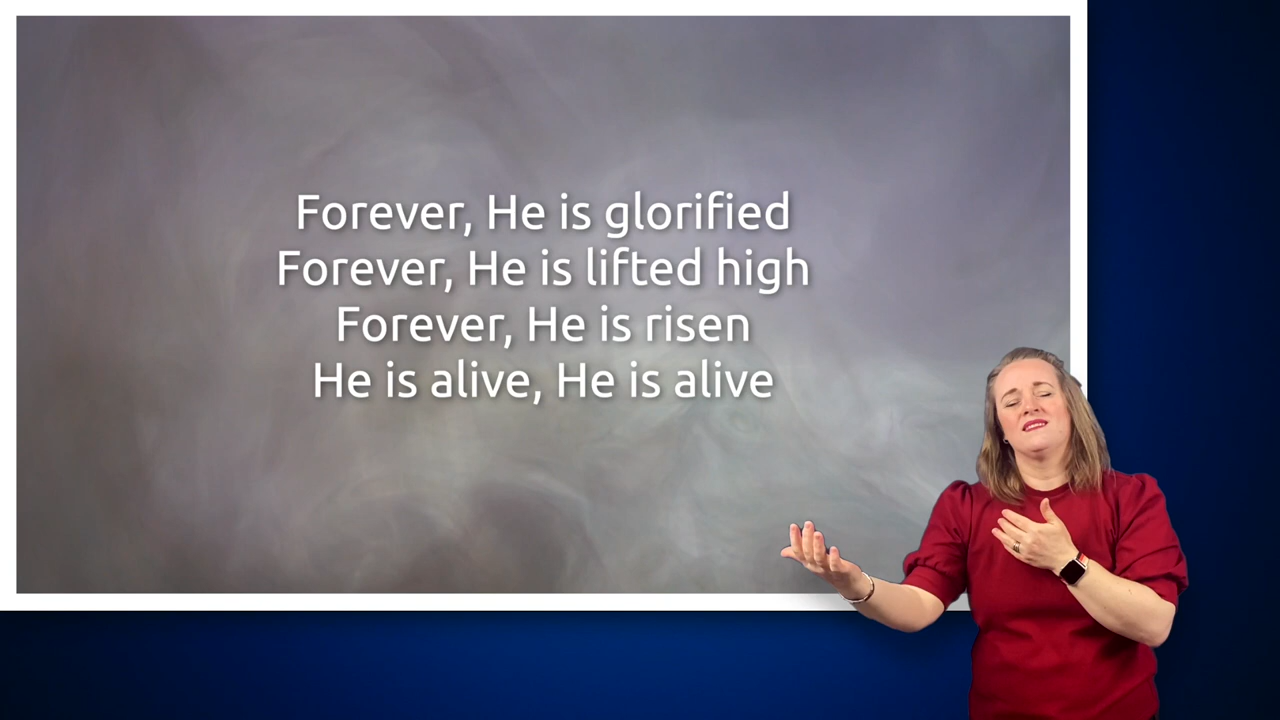 Forever, He is glorified
Forever, He is lifted high
Forever, He is risen
He is alive, He is alive